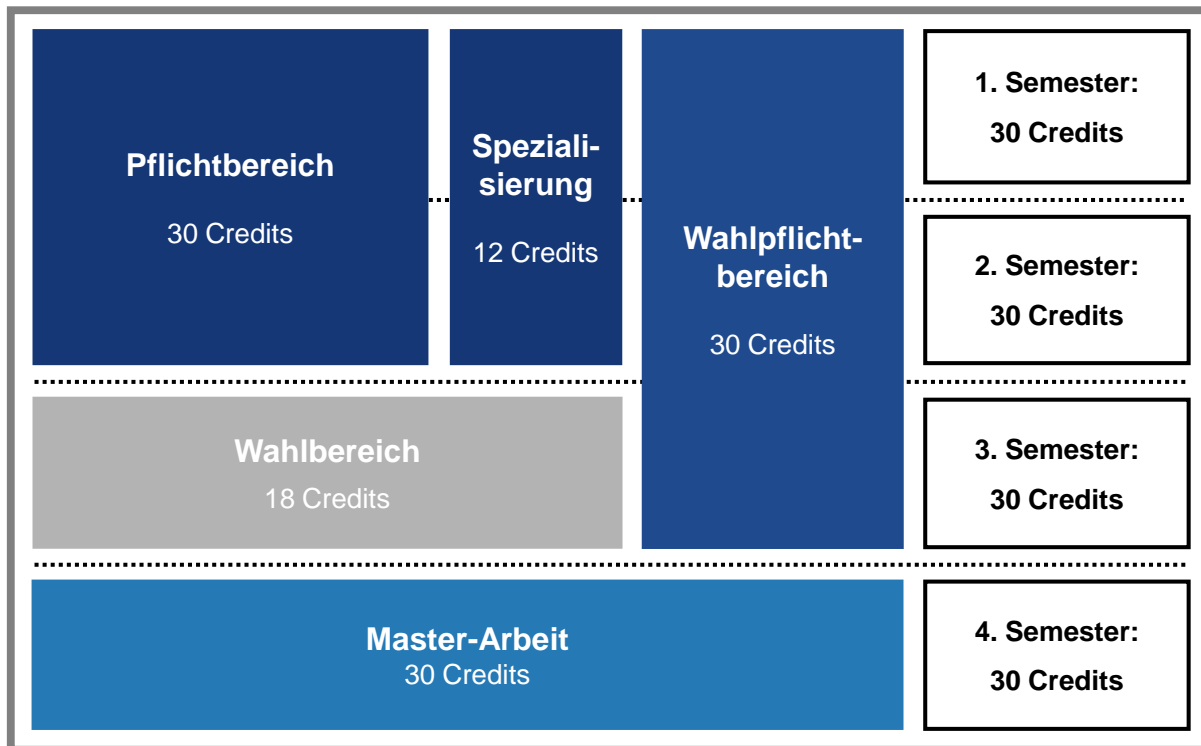 Pflichtbereich
30 Credits
Speziali-
sierung
12 Credits
Wahlpflicht-
bereich
30 Credits
1. Semester:
30 Credits
2. Semester:
30 Credits
Wahlbereich
18 Credits
3. Semester:
30 Credits
Master-Arbeit
30 Credits
4. Semester:
30 Credits